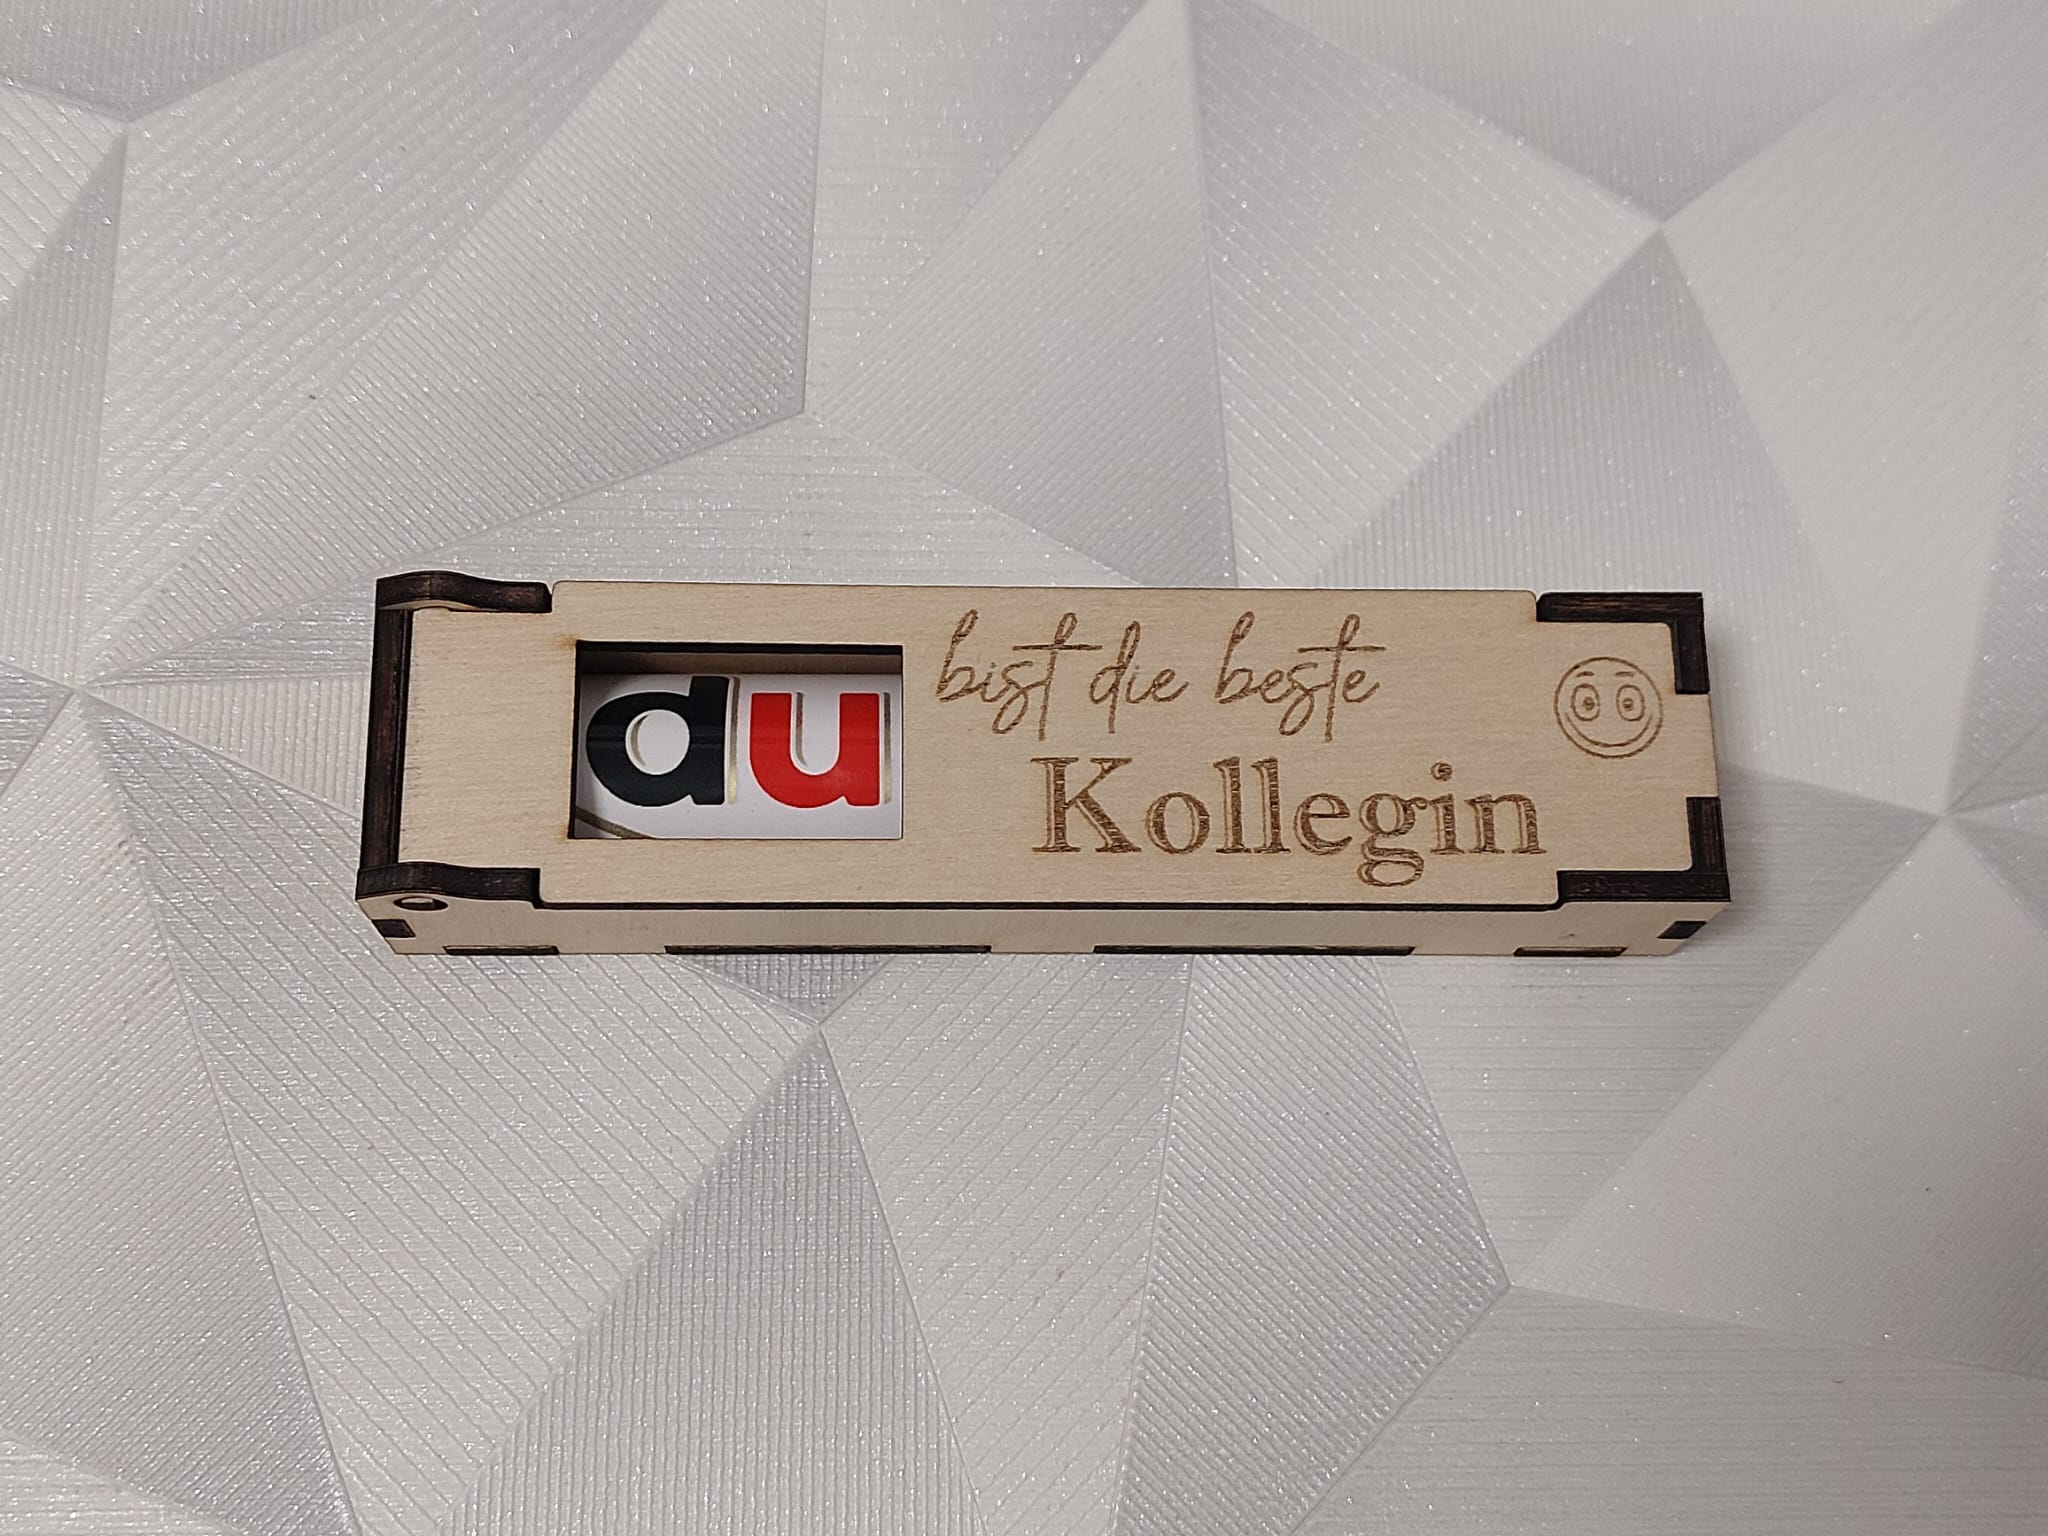 du
bist die beste
Kollegin